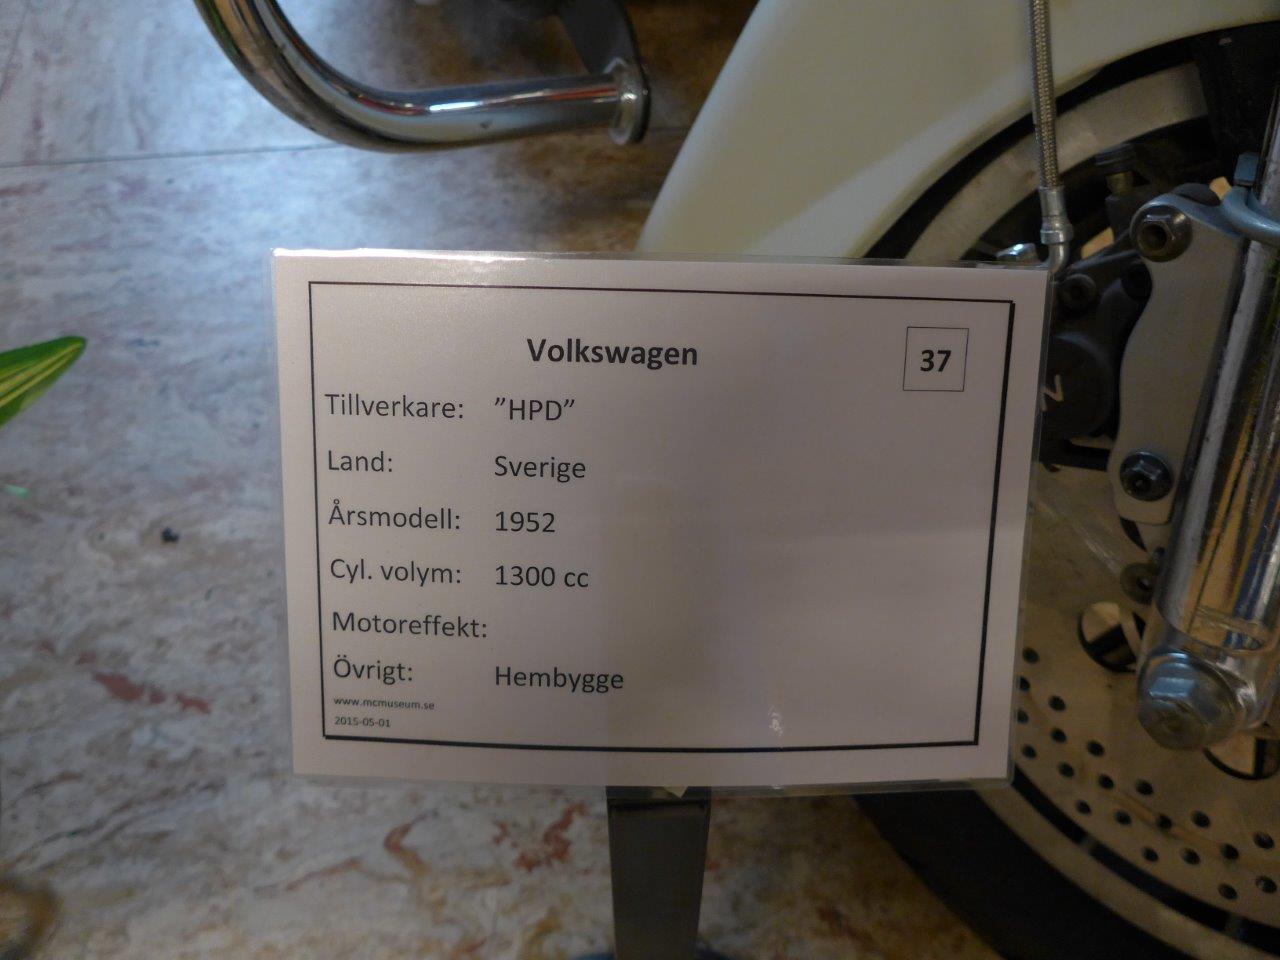 Volkswagen
37
Tillverkare: ”HPD”
Land: Sverige
Årsmodell: 1952
Cyl. volym: 1300 cc
Motoreffekt:
Övrigt: Hembygge
www.mcmuseum.se
2015-05-01